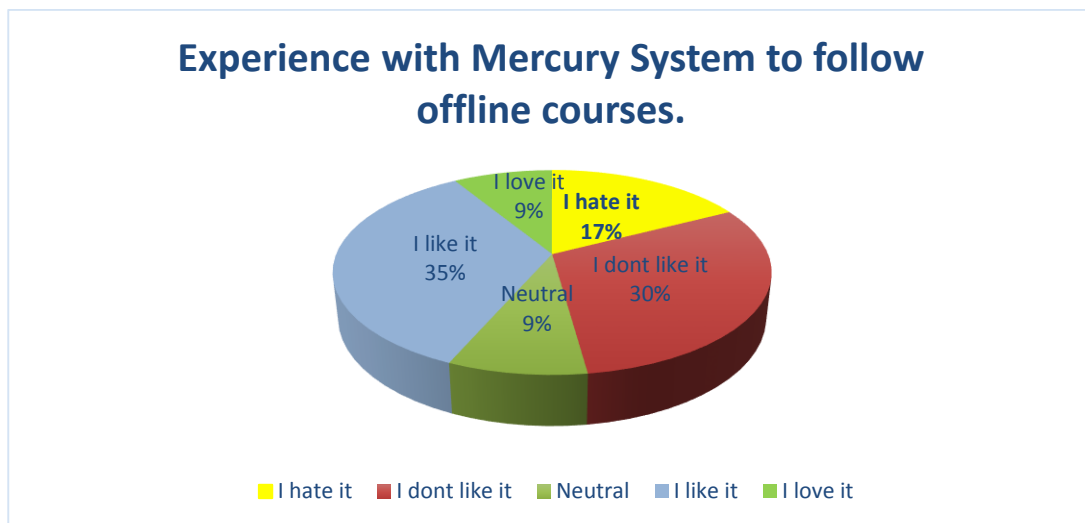 Experience with Mercury System to follow
offline courses.
I love it
9%
I hate it
17%
I like it
35%
I dont like it
30%
Neutral
9%
I hate it
I dont like it
Neutral
I like it
I love it